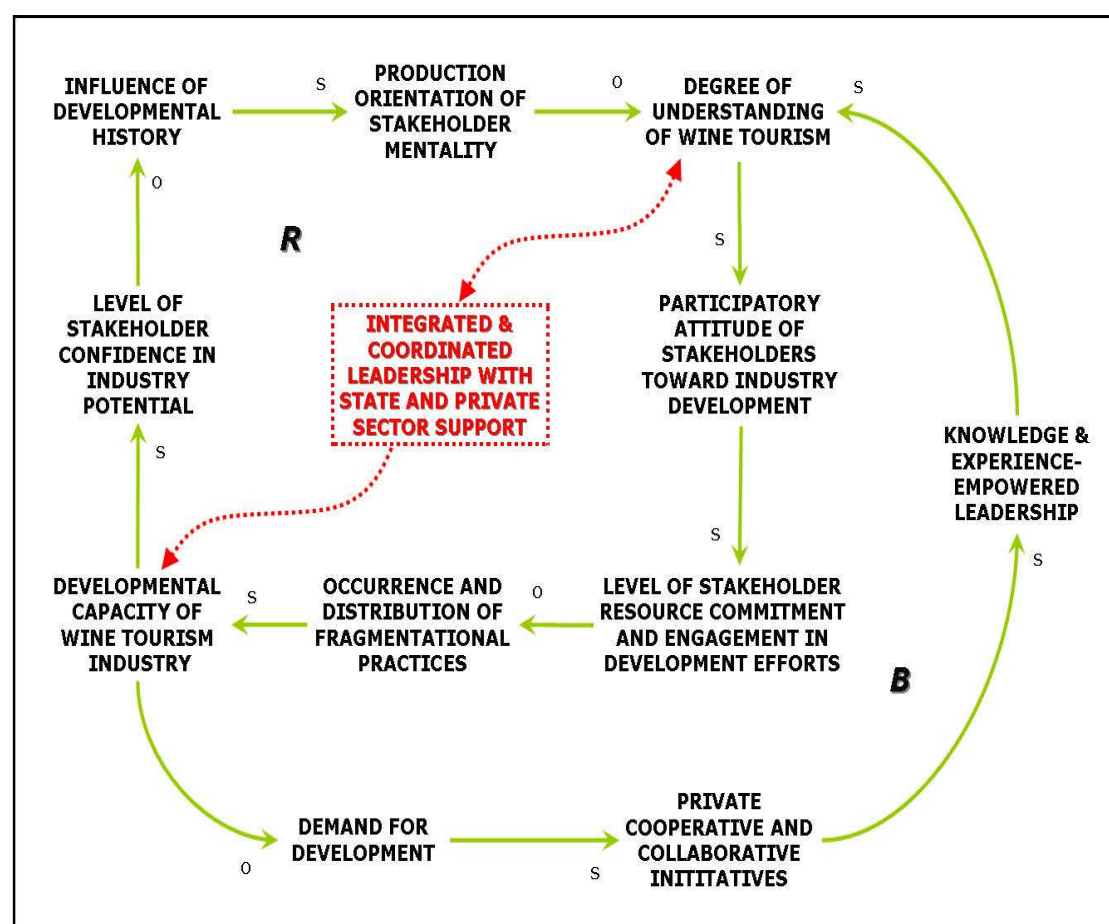 INFLUENCE OF
DEVELOPMENTAL
HISTORY
S
PRODUCTION
ORIENTATION OF
STAKEHOLDER
MENTALITY
O
DEGREE OF
UNDERSTANDING
OF WINE TOURISM
S
O
R
S
LEVEL OF
STAKEHOLDER
CONFIDENCE IN
INDUSTRY
POTENTIAL
INTEGRATED &
COORDINATED
LEADERSHIP WITH
STATE AND PRIVATE
SECTOR SUPPORT
PARTICIPATORY
ATTITUDE OF
STAKEHOLDERS
TOWARD INDUSTRY
DEVELOPMENT
KNOWLEDGE &
EXPERIENCE-
EMPOWERED
LEADERSHIP
S
S
S
DEVELOPMENTAL
CAPACITY OF
WINE TOURISM
INDUSTRY
S
OCCURRENCE AND
DISTRIBUTION OF
FRAGMENTATIONAL
PRACTICES
O
LEVEL OF STAKEHOLDER
RESOURCE COMMITMENT
AND ENGAGEMENT IN
DEVELOPMENT EFFORTS
B
O
DEMAND FOR
DEVELOPMENT
S
PRIVATE
COOPERATIVE AND
COLLABORATIVE
INITITATIVES